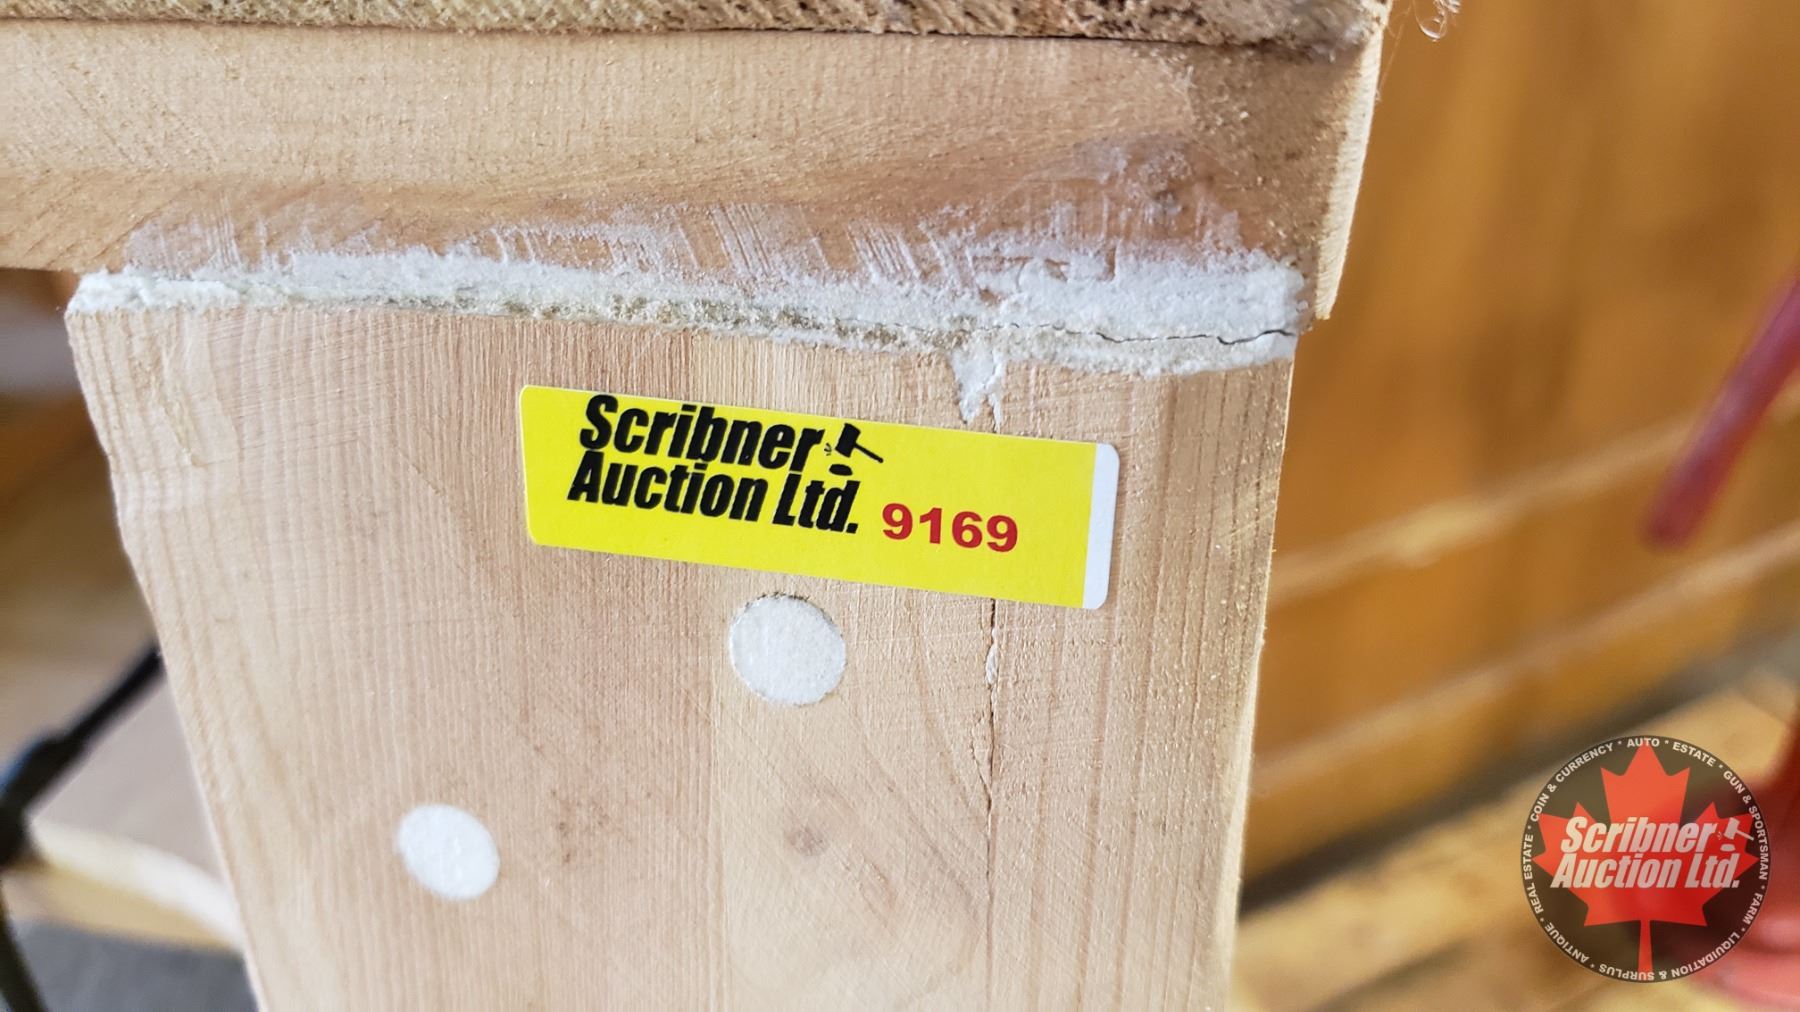 Scribner
Auction Ltd. 9169
COIN & CURRENCY * AUTO * ESTATE * GUN & SPORTSMAN * FARM * LIQUIDATION & SURPLUS * ANTIQUE * REAL ESTATE *
Scribner
Auction Ltd.